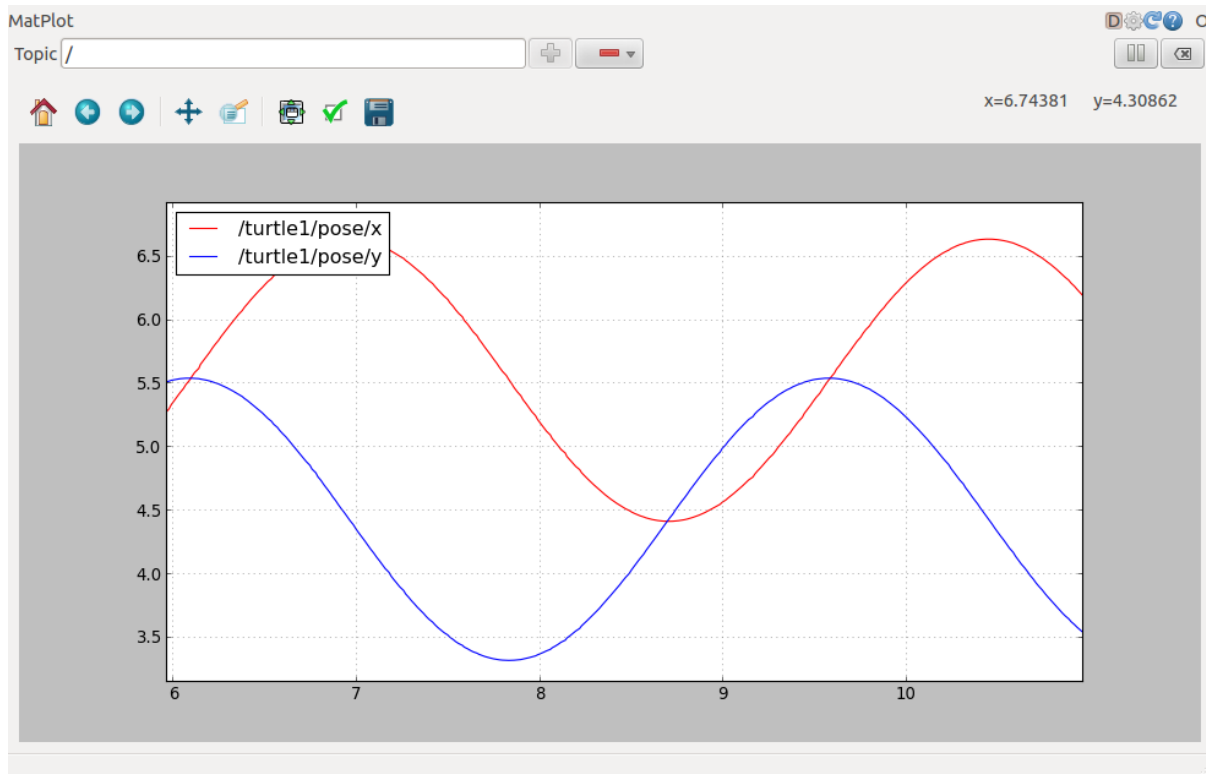 MatPlot
D
?
Topic /
x=6.74381 y=4.30862
/turtle1/pose/x
/turtle1/pose/y
6.5
6.0
5.5
5.0
4.5
4.0
3.5
6 7 8 9 10